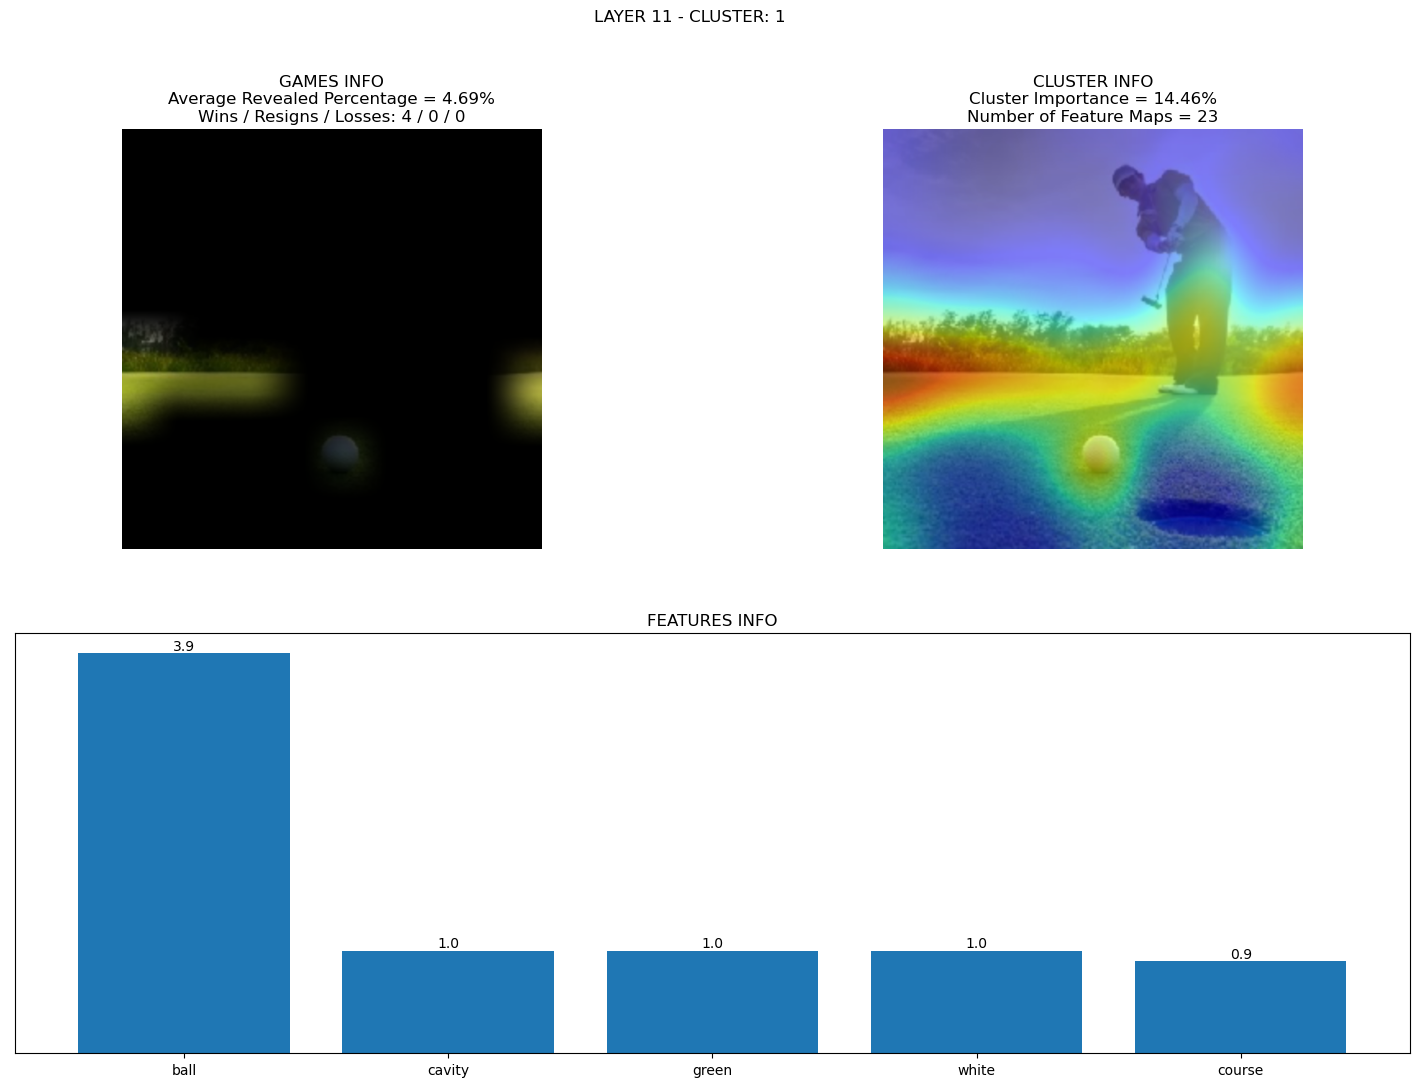 LAYER 11 - CLUSTER: 1
GAMES INFO
Average Revealed Percentage = 4.69%
Wins / Resigns / Losses: 4 / 0 / 0
CLUSTER INFO
Cluster Importance = 14.46%
Number of Feature Maps = 23
FEATURES INFO
3.9
1.0
1.0
1.0
0.9
ball
cavity
green
white
course